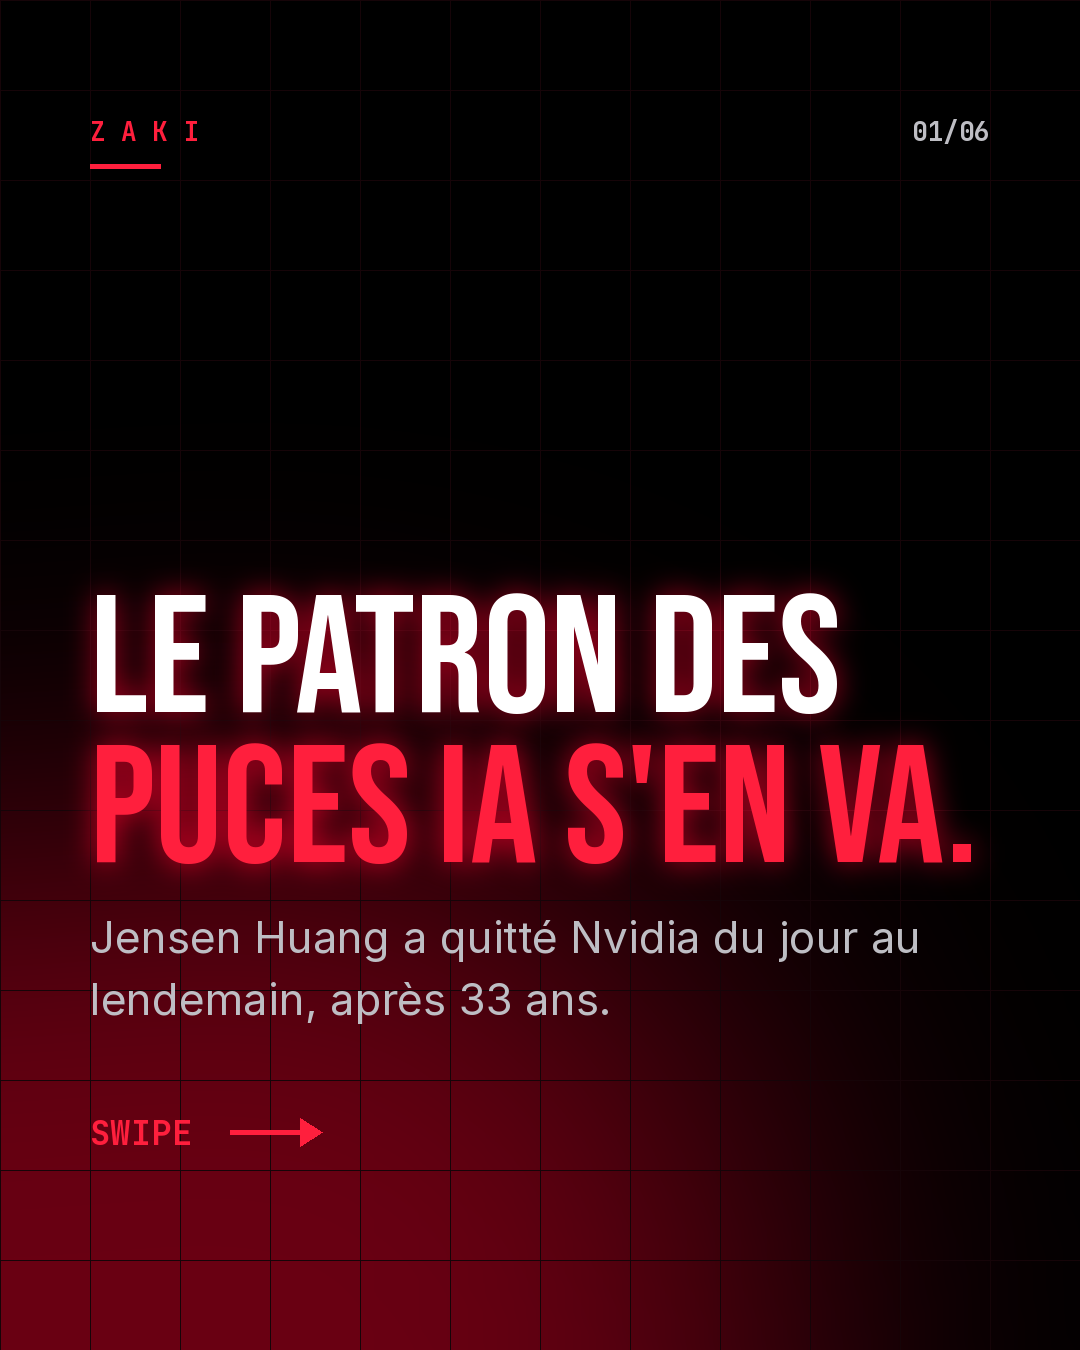 ZAKI
01/06
LE PATRON DES
PUCES IA S'EN VA.
Jensen Huang a quitté Nvidia du jour au
lendemain, après 33 ans.
SWIPE